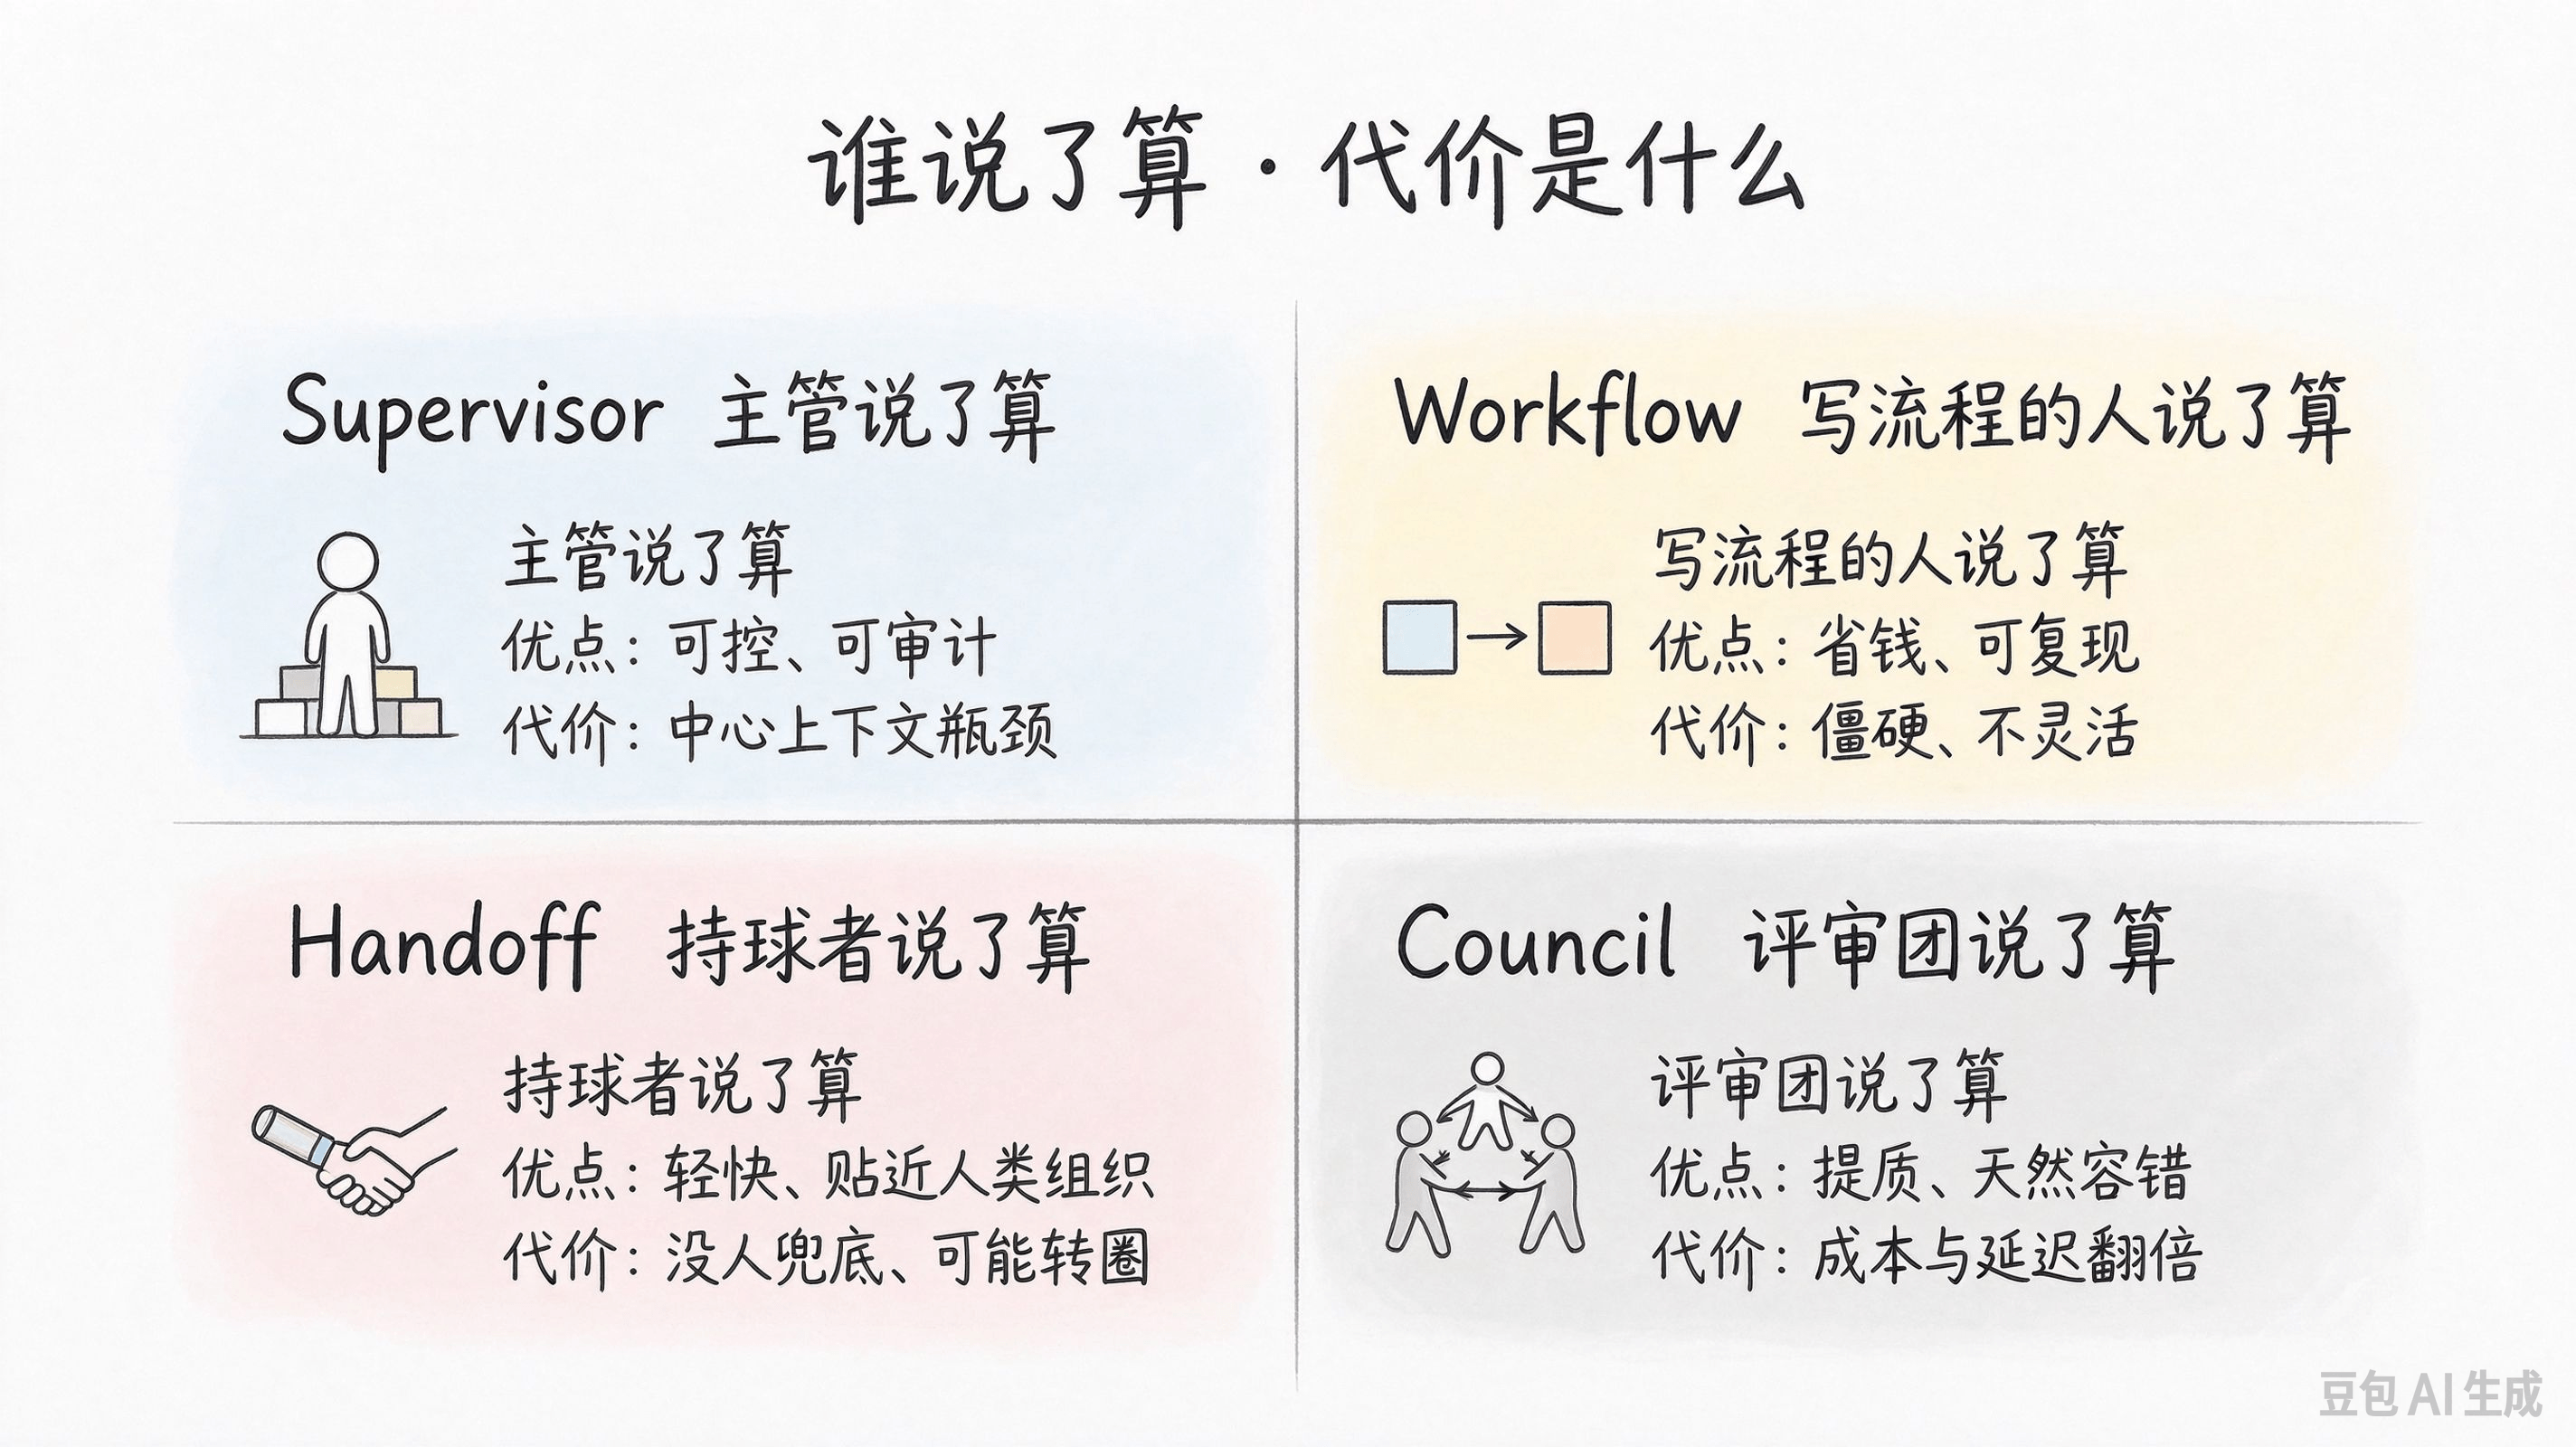 谁说了算·代价是什么
Supervisor 主管说了算
主管说了算
优点：可控、可审计
代价：中心上下文瓶颈
Workflow 写流程的人说了算
写流程的人说了算
优点：省钱、可复现
代价：僵硬、不灵活
Handoff 持球者说了算
持球者说了算
优点：轻快、贴近人类组织
代价：没人兜底、可能转圈
Council 评审团说了算
评审团说了算
优点：提质、天然容错
代价：成本与延迟翻倍
豆包AI生成